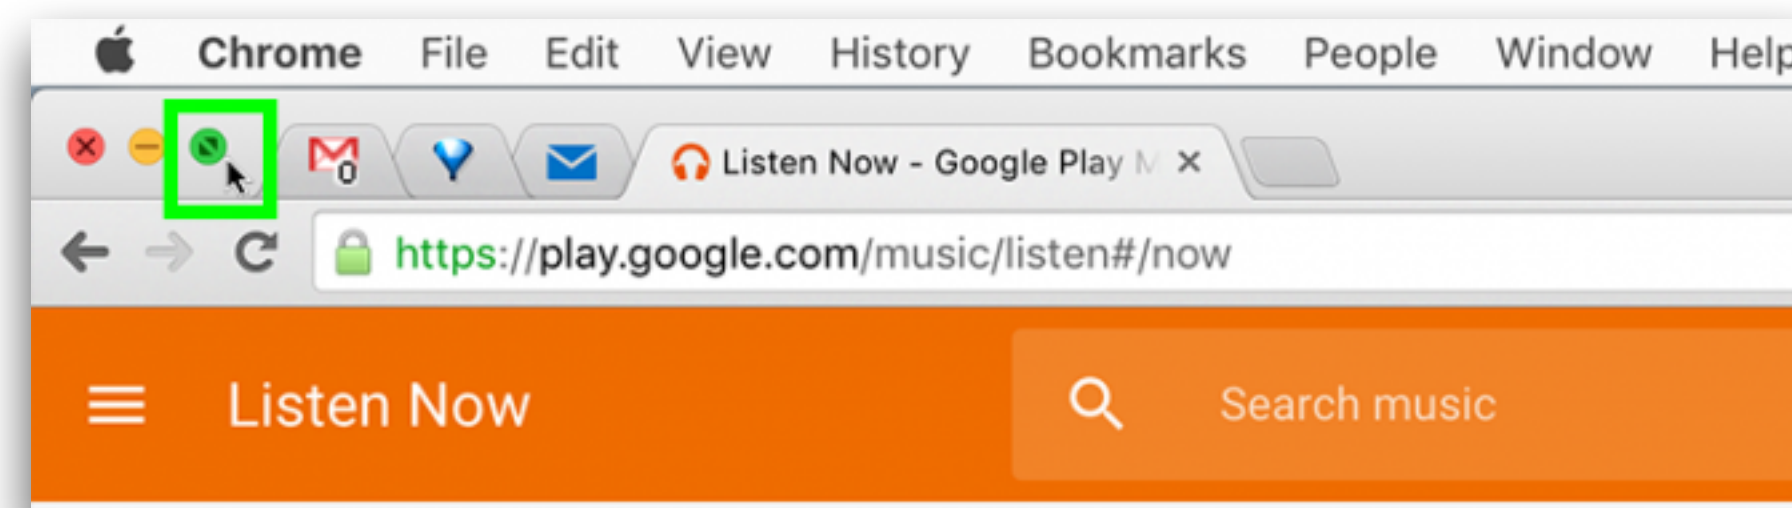 Chrome File Edit View History Bookmarks People Window Help
0 Listen Now - Google Play M
https://play.google.com/music/listen#/now
Listen Now Search music